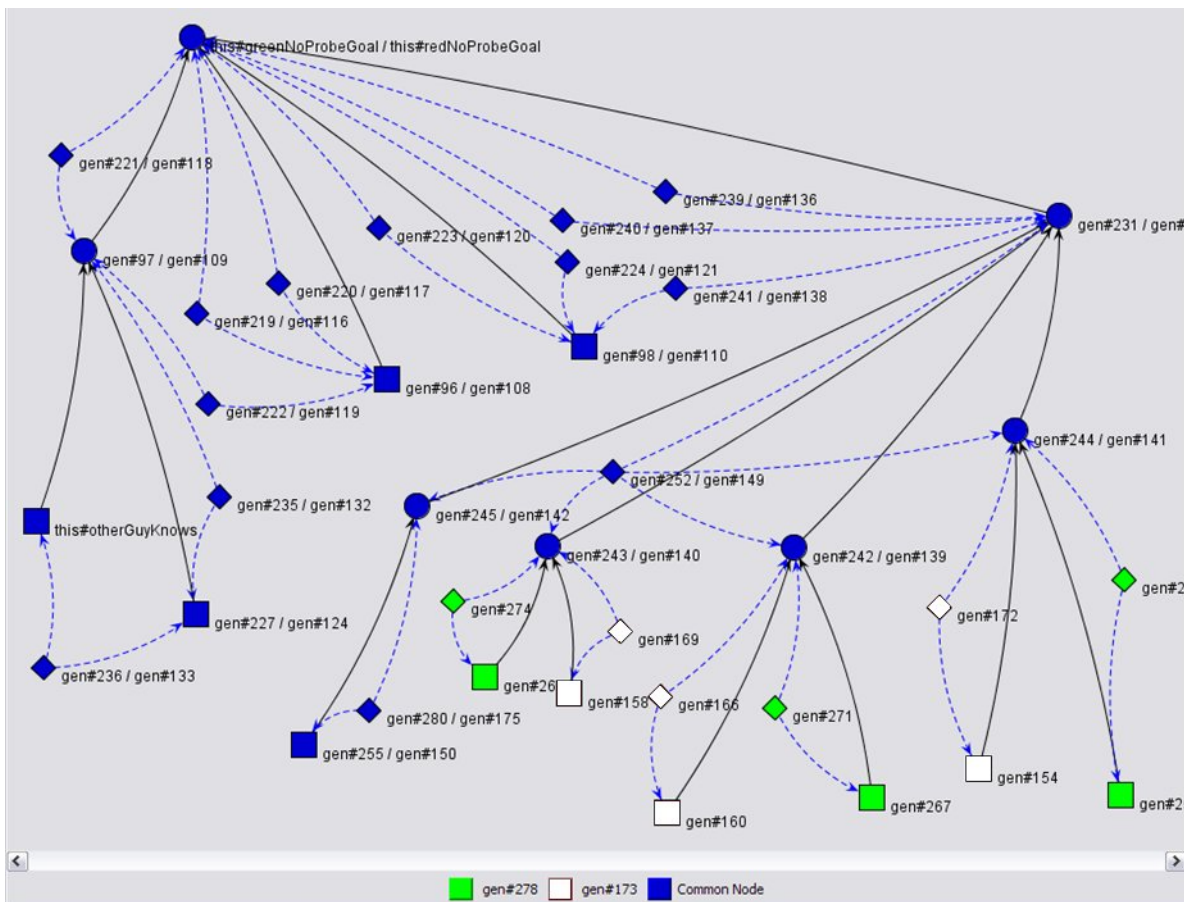 this#greenNoProbeGoal / this#redNoProbeGoal
gen#221 / gen#118
gen#239 / gen#136
gen#231 / gen#
gen#240 / gen#137
gen#223 / gen#120
gen#97 / gen#109
gen#224 / gen#121
gen#220 / gen#117
gen#241 / gen#138
gen#219 / gen#116
gen#98 / gen#110
gen#96 / gen#108
gen#222 / gen#119
gen#244 / gen#141
gen#252 / gen#149
gen#235 / gen#132
gen#245 / gen#142
this#otherGuyKnows
gen#243 / gen#140
gen#242 / gen#139
gen#274
gen#172
gen#227 / gen#124
gen#169
gen#236 / gen#133
gen#26
gen#158
gen#166
gen#271
gen#280 / gen#175
gen#255 / gen#150
gen#154
gen#267
gen#160
gen#278
gen#173
Common Node